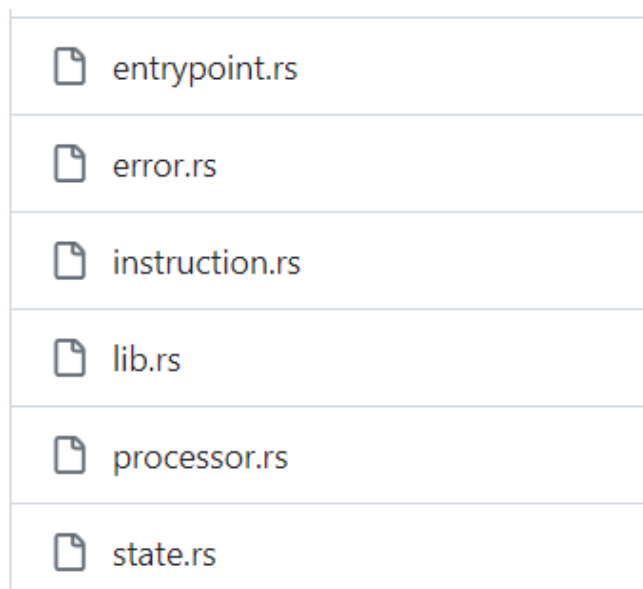 entrypoint.rs
error.rs
instruction.rs
lib.rs
processor.rs
state.rs